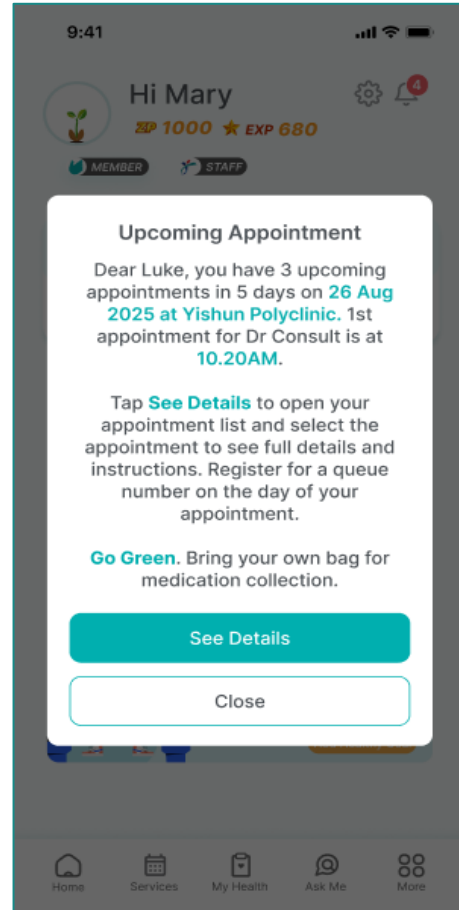 9:41
Hi Mary
4
ZP 1000 ★ EXP 680
MEMBER
STAFF
Upcoming Appointment
Dear Luke, you have 3 upcoming
appointments in 5 days on 26 Aug
2025 at Yishun Polyclinic. 1st
appointment for Dr Consult is at
10.20AM.
Tap See Details to open your
appointment list and select the
appointment to see full details and
instructions. Register for a queue
number on the day of your
appointment.
Go Green. Bring your own bag for
medication collection.
See Details
Close
Home
Services
My Health
Ask Me
More